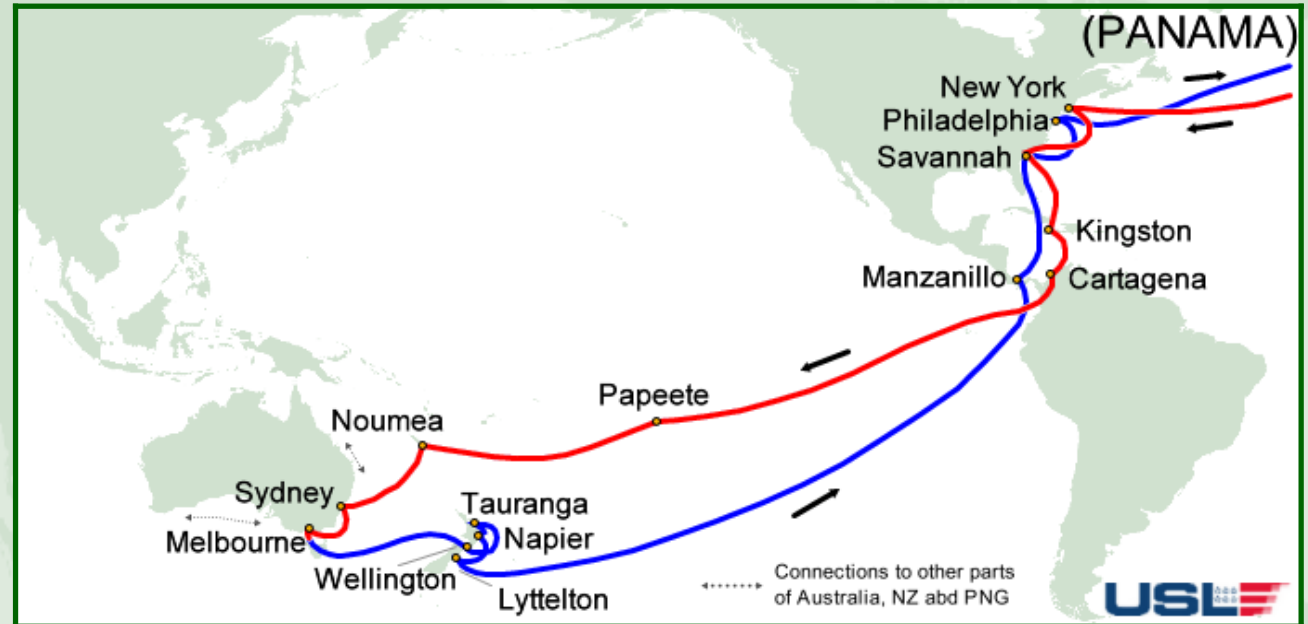 (PANAMA)
New York
Philadelphia
Savannah
Kingston
Manzanillo
Cartagena
Papeete
Noumea
Sydney
Tauranga
Melbourne
Napier
Wellington
Lyttelton
Connections to other parts
of Australia, NZ abd PNG
USL